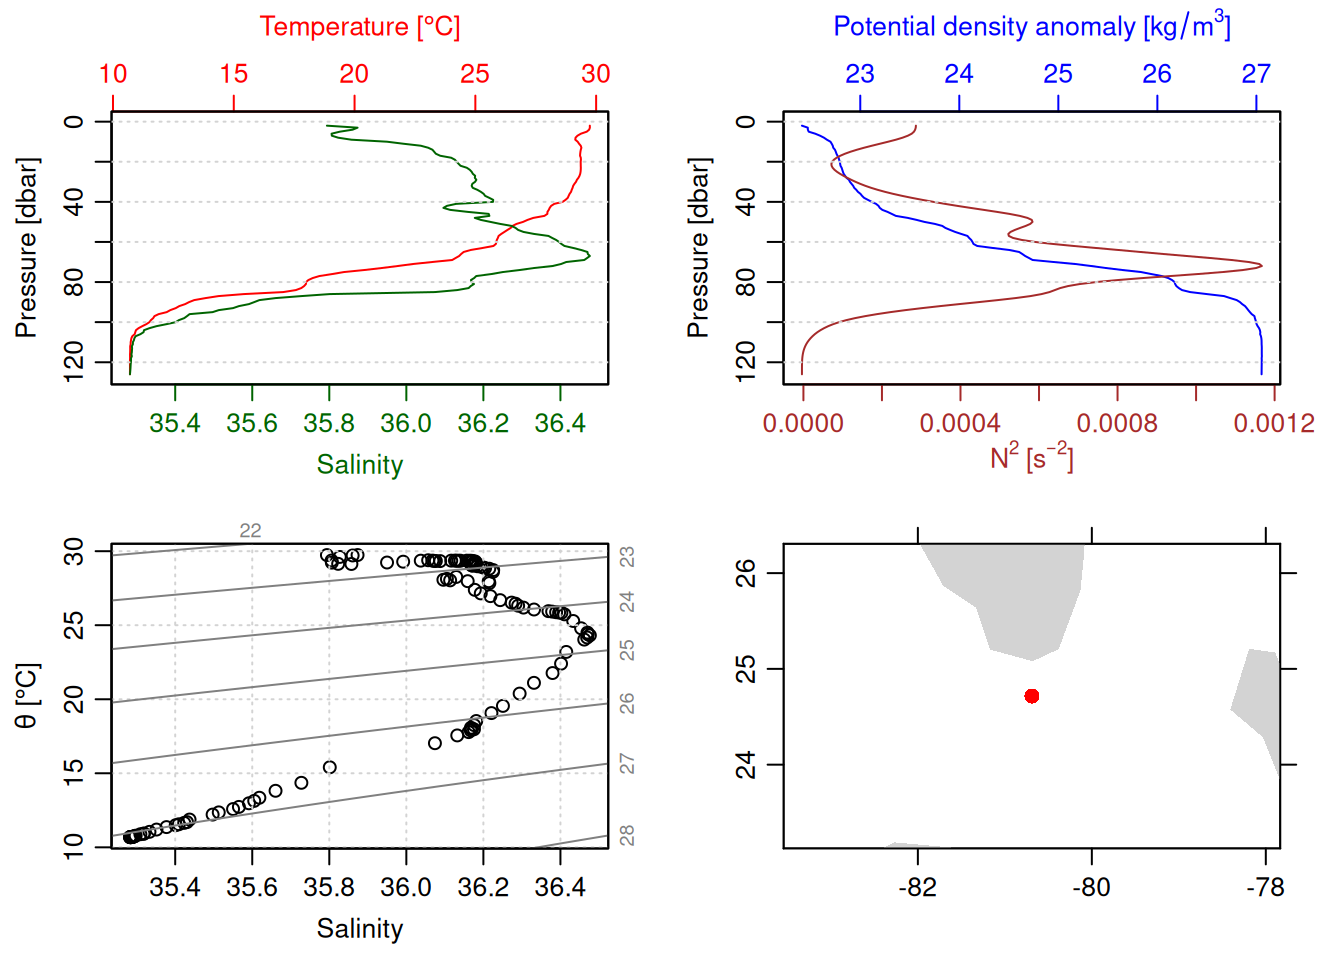 Temperature [°C]
10 15 20 25 30
0
40
80
120
Pressure [dbar]
35.4 35.6 35.8 36.0 36.2 36.4
Salinity
Potential density anomaly [kg/m³]
23 24 25 26 27
0
40
80
120
Pressure [dbar]
0.0000 0.0004 0.0008 0.0012
N² [s⁻²]
22
23
24
25
26
27
28
30
25
20
15
10
θ [°C]
35.4 35.6 35.8 36.0 36.2 36.4
Salinity
26
25
24
-82 -80 -78